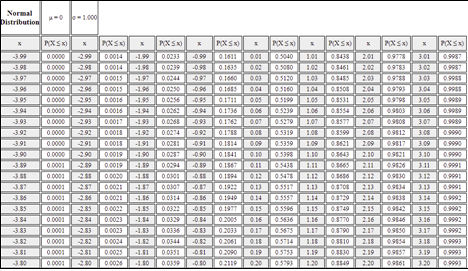 Normal Distribution μ = 0 σ = 1.000
x P(X ≤ x) x P(X ≤ x) x P(X ≤ x) x P(X ≤ x) x P(X ≤ x) x P(X ≤ x) x P(X ≤ x) x P(X ≤ x)
-3.99 0.0000 -2.99 0.0014 -1.99 0.0233 -0.99 0.1611 0.01 0.5040 1.01 0.8438 2.01 0.9778 3.01 0.9987
-3.98 0.0000 -2.98 0.0014 -1.98 0.0239 -0.98 0.1635 0.02 0.5080 1.02 0.8461 2.02 0.9783 3.02 0.9987
-3.97 0.0000 -2.97 0.0015 -1.97 0.0244 -0.97 0.1660 0.03 0.5120 1.03 0.8485 2.03 0.9788 3.03 0.9988
-3.96 0.0000 -2.96 0.0015 -1.96 0.0250 -0.96 0.1685 0.04 0.5160 1.04 0.8508 2.04 0.9793 3.04 0.9988
-3.95 0.0000 -2.95 0.0016 -1.95 0.0256 -0.95 0.1711 0.05 0.5199 1.05 0.8531 2.05 0.9798 3.05 0.9989
-3.94 0.0000 -2.94 0.0016 -1.94 0.0262 -0.94 0.1736 0.06 0.5239 1.06 0.8554 2.06 0.9803 3.06 0.9989
-3.93 0.0000 -2.93 0.0017 -1.93 0.0268 -0.93 0.1762 0.07 0.5279 1.07 0.8577 2.07 0.9808 3.07 0.9989
-3.92 0.0000 -2.92 0.0018 -1.92 0.0274 -0.92 0.1788 0.08 0.5319 1.08 0.8599 2.08 0.9812 3.08 0.9990
-3.91 0.0000 -2.91 0.0018 -1.91 0.0281 -0.91 0.1814 0.09 0.5359 1.09 0.8621 2.09 0.9817 3.09 0.9990
-3.90 0.0000 -2.90 0.0019 -1.90 0.0287 -0.90 0.1841 0.10 0.5398 1.10 0.8643 2.10 0.9821 3.10 0.9990
-3.89 0.0001 -2.89 0.0019 -1.89 0.0294 -0.89 0.1867 0.11 0.5438 1.11 0.8665 2.11 0.9826 3.11 0.9991
-3.88 0.0001 -2.88 0.0020 -1.88 0.0301 -0.88 0.1894 0.12 0.5478 1.12 0.8686 2.12 0.9830 3.12 0.9991
-3.87 0.0001 -2.87 0.0021 -1.87 0.0307 -0.87 0.1922 0.13 0.5517 1.13 0.8708 2.13 0.9834 3.13 0.9991
-3.86 0.0001 -2.86 0.0021 -1.86 0.0314 -0.86 0.1949 0.14 0.5557 1.14 0.8729 2.14 0.9838 3.14 0.9992
-3.85 0.0001 -2.85 0.0022 -1.85 0.0322 -0.85 0.1977 0.15 0.5596 1.15 0.8749 2.15 0.9842 3.15 0.9992
-3.84 0.0001 -2.84 0.0023 -1.84 0.0329 -0.84 0.2005 0.16 0.5636 1.16 0.8770 2.16 0.9846 3.16 0.9992
-3.83 0.0001 -2.83 0.0023 -1.83 0.0336 -0.83 0.2033 0.17 0.5675 1.17 0.8790 2.17 0.9850 3.17 0.9992
-3.82 0.0001 -2.82 0.0024 -1.82 0.0344 -0.82 0.2061 0.18 0.5714 1.18 0.8810 2.18 0.9854 3.18 0.9993
-3.81 0.0001 -2.81 0.0025 -1.81 0.0351 -0.81 0.2090 0.19 0.5753 1.19 0.8830 2.19 0.9857 3.19 0.9993
-3.80 0.0001 -2.80 0.0026 -1.80 0.0359 -0.80 0.2119 0.20 0.5793 1.20 0.8849 2.20 0.9861 3.20 0.9993